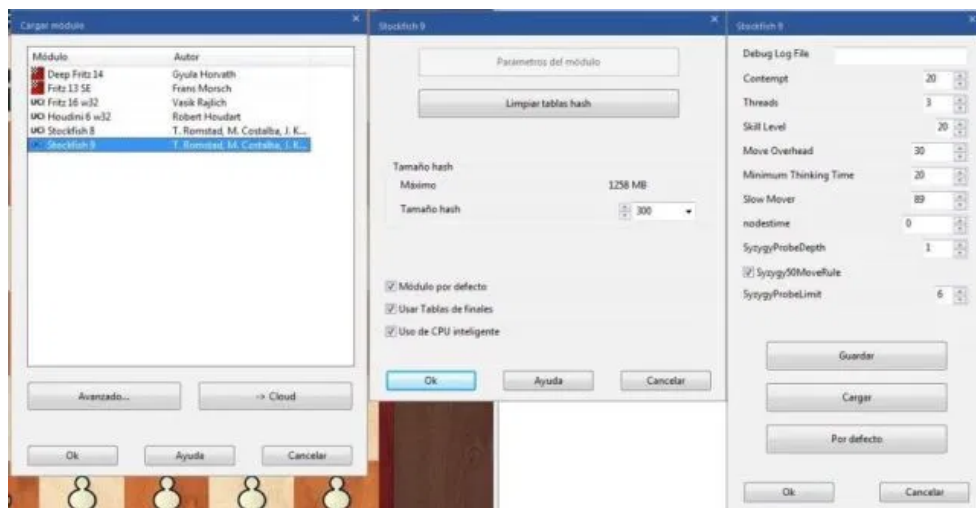 Cargar módulo
Módulo Autor
Deep Fritz 14 Gyula Horvath
Fritz 13 SE Frans Morsch
UCI Fritz 16 w32 Vasik Rajlich
UCI Houdini 6 w32 Robert Houdart
UCI Stockfish 8 T. Romstad, M. Costalba, J. K...
Stockfish 9 T. Romstad, M. Costalba, J. K...
Avanzado...
-> Cloud
Ok
Ayuda
Cancelar
Stockfish 9
Parametros del módulo
Limpiar tablas hash
Tamaño hash
Máximo 1258 MB
Tamaño hash 300
Módulo por defecto
Usar Tablas de finales
Uso de CPU inteligente
Ok
Ayuda
Cancelar
Stockfish 9
Debug Log File
Contempt 20
Threads 3
Skill Level 20
Move Overhead 30
Minimum Thinking Time 20
Slow Mover 89
nodestime 0
SyzygyProbeDepth 1
Syzygy50MoveRule
SyzygyProbeLimit 6
Guardar
Cargar
Por defecto
Ok
Cancelar